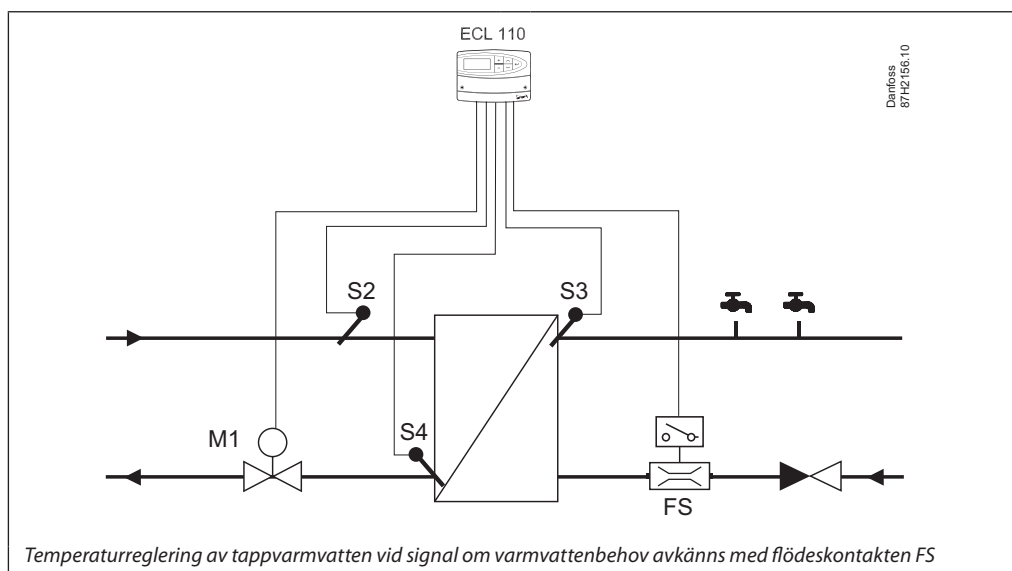 ECL 110
Danfoss
87H2156.10
S2
S3
M1
S4
FS
Temperaturreglering av tappvarmvatten vid signal om varmvattenbehov avkänns med flödeskontakten FS